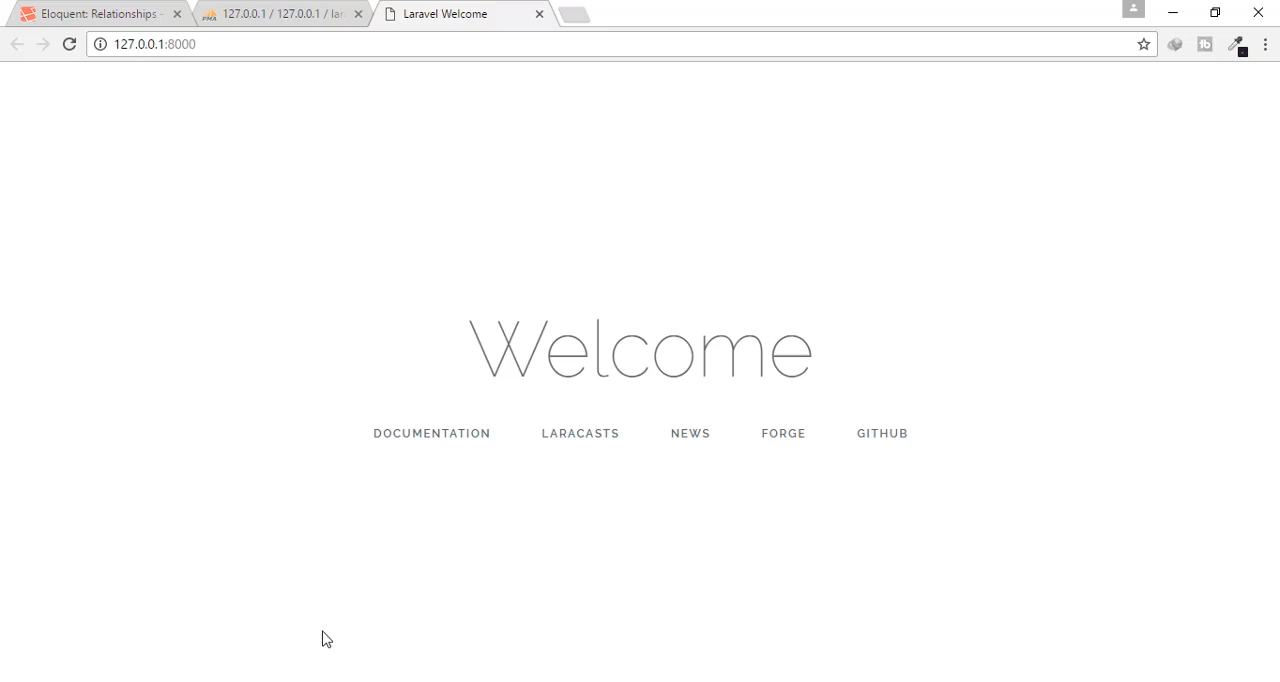 Eloquent: Relationships -
127.0.0.1 / 127.0.0.1 / lar
Laravel Welcome
127.0.0.1:8000
Welcome
DOCUMENTATION
LARACASTS
NEWS
FORGE
GITHUB